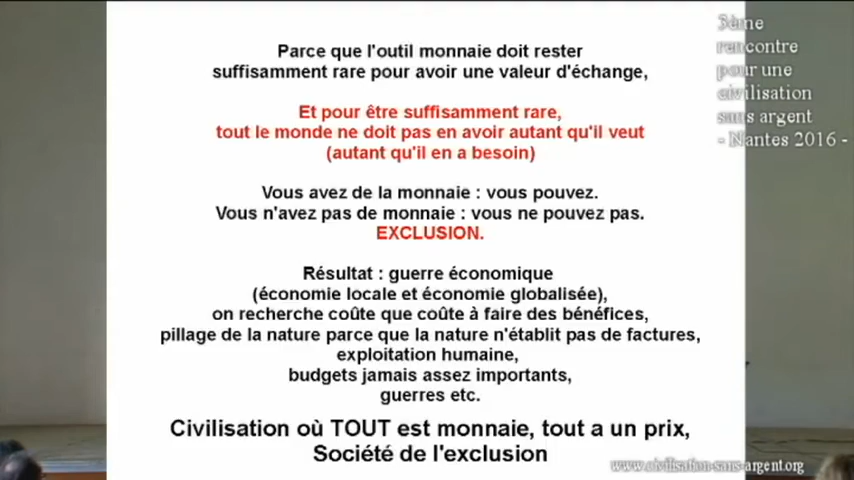 Parce que l'outil monnaie doit rester
suffisamment rare pour avoir une valeur d'échange,
Et pour être suffisamment rare,
tout le monde ne doit pas en avoir autant qu'il veut
(autant qu'il en a besoin)
Vous avez de la monnaie : vous pouvez.
Vous n'avez pas de monnaie : vous ne pouvez pas.
EXCLUSION.
Résultat : guerre économique
(économie locale et économie globalisée),
on recherche coûte que coûte à faire des bénéfices,
pillage de la nature parce que la nature n'établit pas de factures,
exploitation humaine,
budgets jamais assez importants,
guerres etc.
Civilisation où TOUT est monnaie, tout a un prix,
Société de l'exclusion
3ème
rencontre
pour une
civilisation
sans argent
- Nantes 2016 -
www.civilisation-sans-argent.org